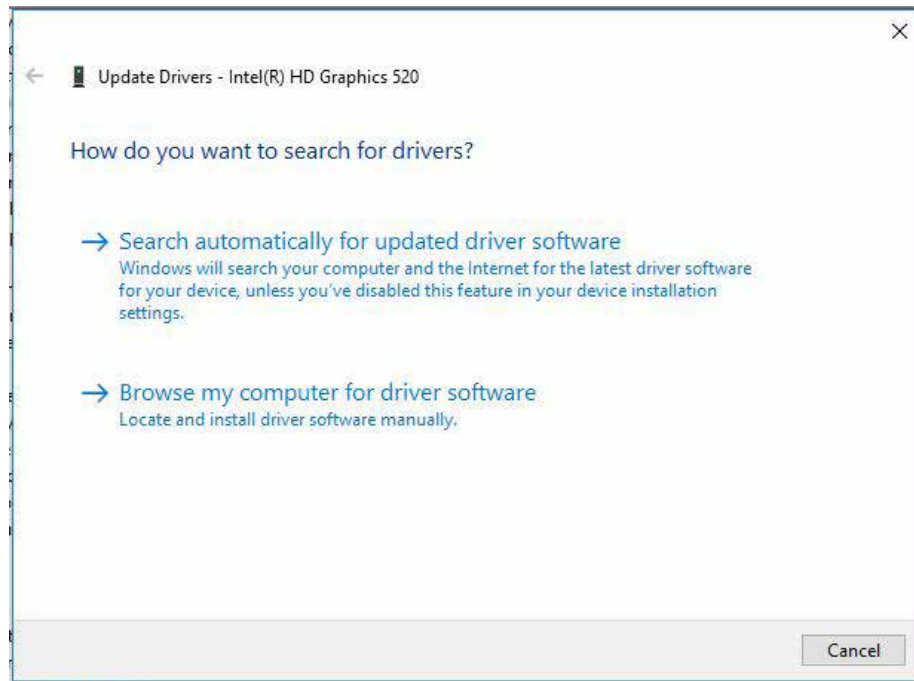 Update Drivers - Intel(R) HD Graphics 520
How do you want to search for drivers?
Search automatically for updated driver software
Windows will search your computer and the Internet for the latest driver software
for your device, unless you've disabled this feature in your device installation
settings.
Browse my computer for driver software
Locate and install driver software manually.
Cancel